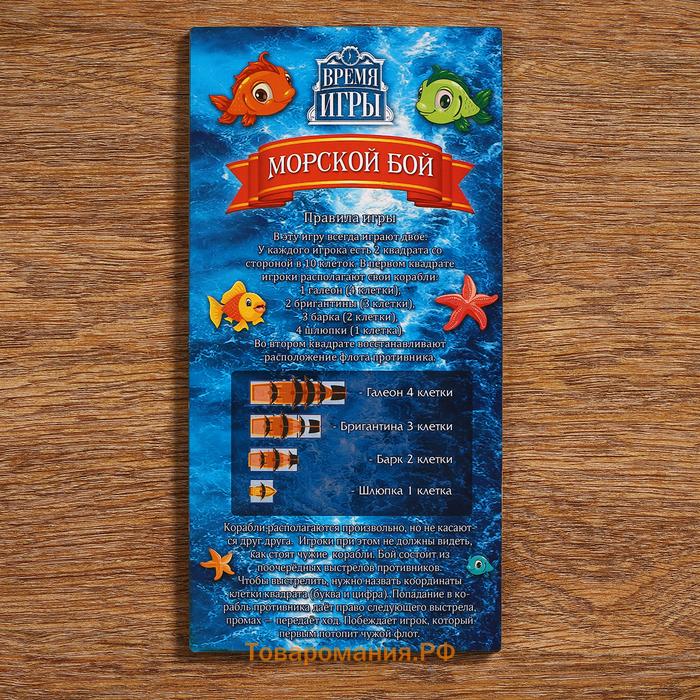 ВРЕМЯ
ИГРЫ
МОРСКОЙ БОЙ
Правила игры
В эту игру всегда играют двое.
У каждого игрока есть 2 квадрата со
стороной в 10 клеток. В первом квадрате
игроки располагают свои корабли:
1 галеон (4 клетки),
2 бригантины (3 клетки),
3 барка (2 клетки),
4 шлюпки (1 клетка).
Во втором квадрате восстанавливают
расположение флота противника.
- Галеон 4 клетки
- Бригантина 3 клетки
- Барк 2 клетки
- Шлюпка 1 клетка
Корабли располагаются произвольно, но не касают-
ся друг друга. Игроки при этом не должны видеть,
как стоят чужие корабли. Бой состоит из
поочередных выстрелов противников.
Чтобы выстрелить, нужно назвать координаты
клетки квадрата (буква и цифра). Попадание в ко-
рабль противника даёт право следующего выстрела,
промах — передаёт ход. Побеждает игрок, который
первым потопит чужой флот.
Товаромания.РФ